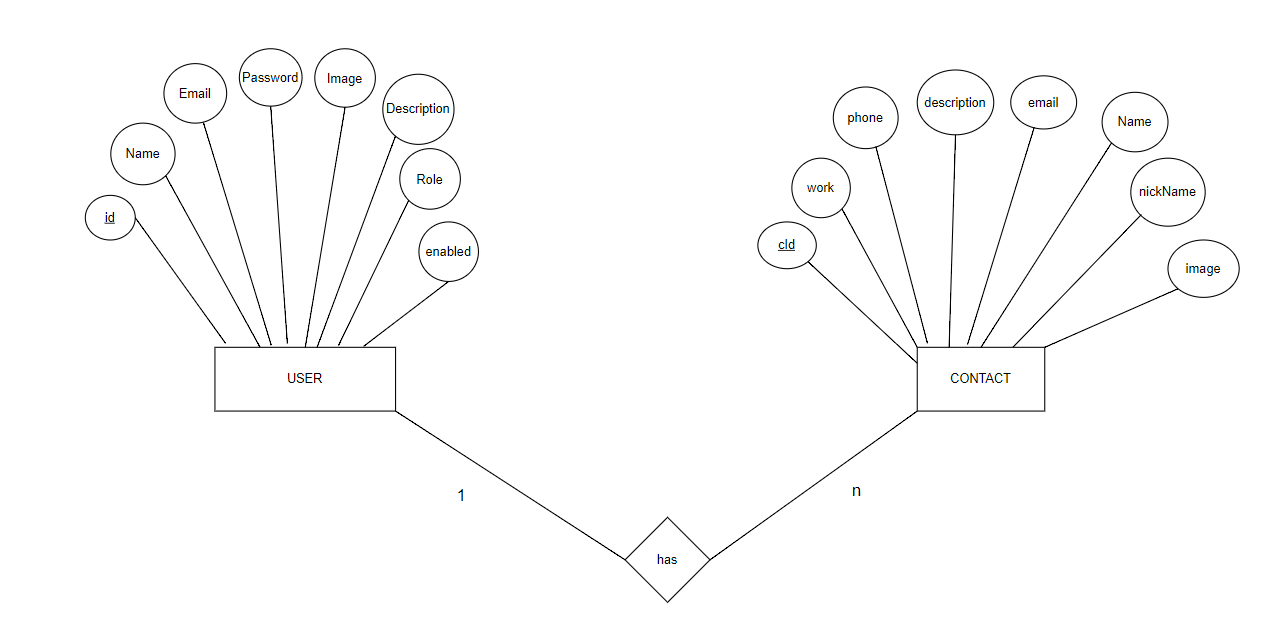 Password
Image
Email
Description
Name
Role
id
enabled
USER
description
email
phone
Name
work
nickName
cId
image
CONTACT
1
n
has